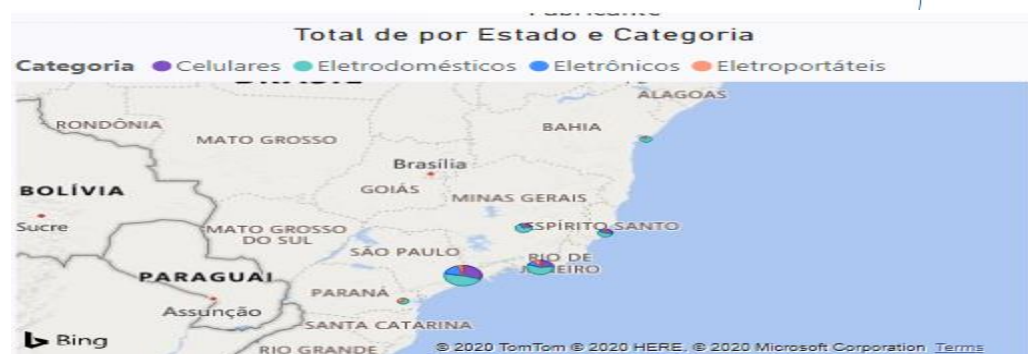 Fabricante
Total de por Estado e Categoria
Categoria Celulares Eletrodomésticos Eletrônicos Eletroportáteis
BRASIL
ALAGOAS
RONDÔNIA
MATO GROSSO
BAHIA
Brasília
BOLÍVIA
GOIÁS
MINAS GERAIS
Sucre
MATO GROSSO
DO SUL
ESPÍRITO SANTO
SÃO PAULO
RIO DE
JANEIRO
PARAGUAI
PARANÁ
Assunção
SANTA CATARINA
Bing
RIO GRANDE
© 2020 TomTom © 2020 HERE, © 2020 Microsoft Corporation Terms